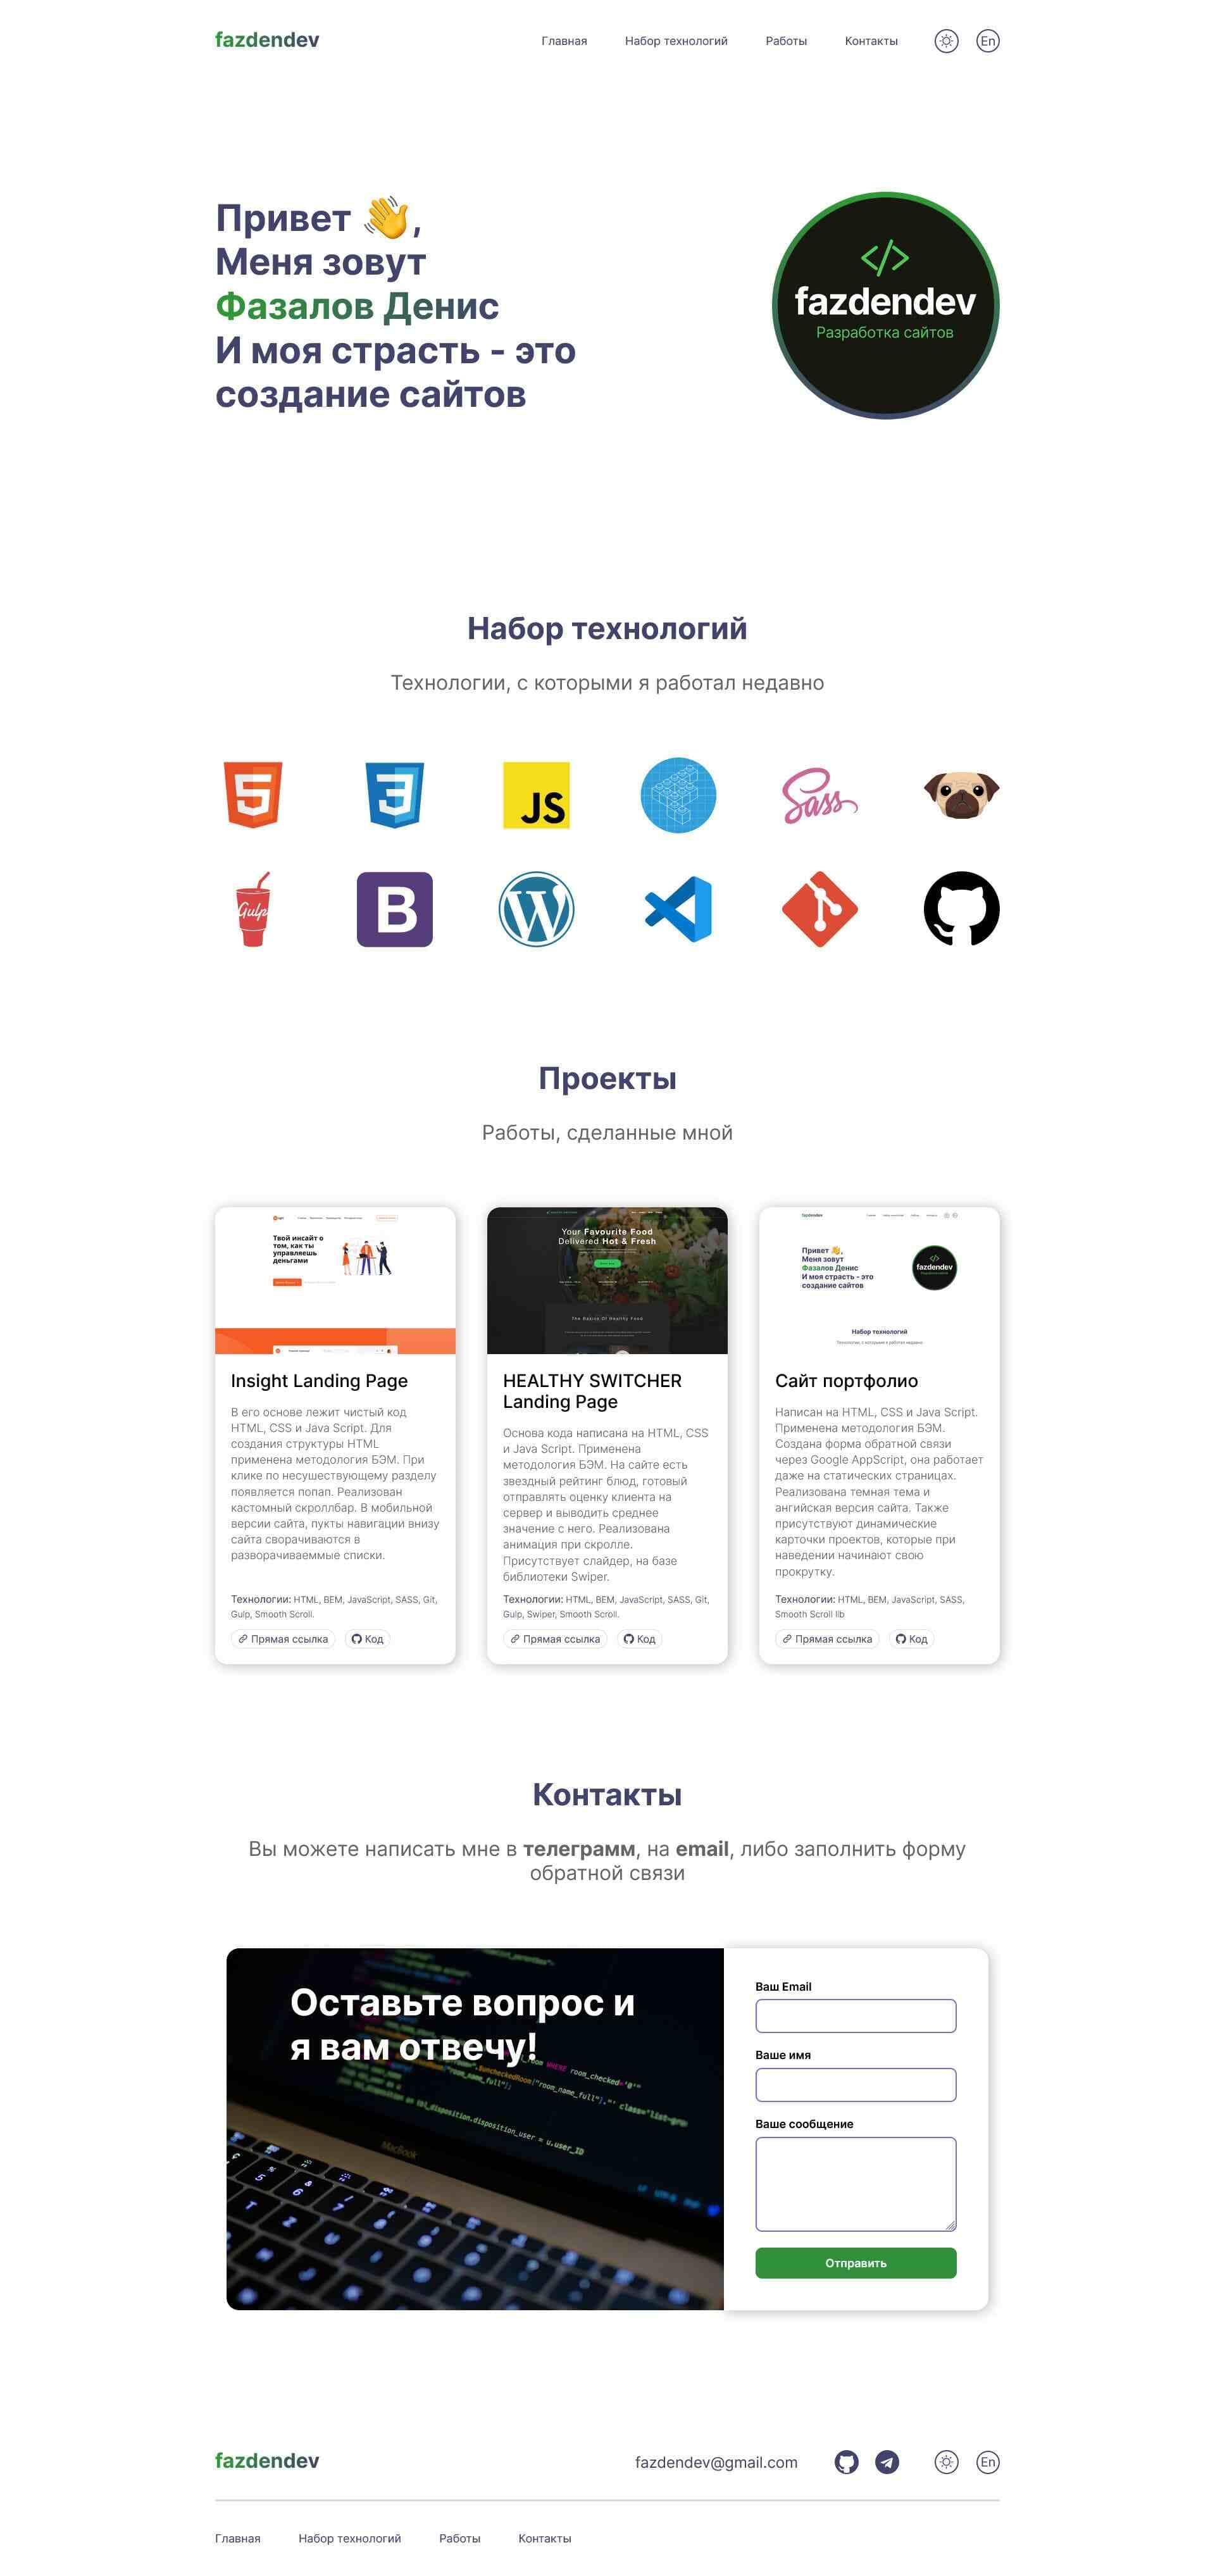 fazdendev
Главная
Набор технологий
Работы
Контакты
En
Привет 👋,
Меня зовут
Фазалов Денис
И моя страсть - это
создание сайтов
fazdendev
Разработка сайтов
Набор технологий
Технологии, с которыми я работал недавно
JS
Sass
Gulp
B
W
Проекты
Работы, сделанные мной
Твой инсайт о
том, как ты
управляешь
деньгами
Insight Landing Page
В его основе лежит чистый код
HTML, CSS и Java Script. Для
создания структуры HTML
применена методология БЭМ. При
клике по несуществующему разделу
появляется попап. Реализован
кастомный скроллбар. В мобильной
версии сайта, пукты навигации внизу
сайта сворачиваются в
разворачиваеммые списки.
Технологии: HTML, BEM, JavaScript, SASS, Git,
Gulp, Smooth Scroll.
Прямая ссылка
Код
Your Favourite Food
Delivered Hot & Fresh
The Basics Of Healthy Food
HEALTHY SWITCHER
Landing Page
Основа кода написана на HTML, CSS
и Java Script. Применена
методология БЭМ. На сайте есть
звездный рейтинг блюд, готовый
отправлять оценку клиента на
сервер и выводить среднее
значение с него. Реализована
анимация при скролле.
Присутствует слайдер, на базе
библиотеки Swiper.
Технологии: HTML, BEM, JavaScript, SASS, Git,
Gulp, Swiper, Smooth Scroll.
Прямая ссылка
Код
fazdendev
Привет 👋,
Меня зовут
Фазалов Денис
И моя страсть - это
создание сайтов
fazdendev
Набор технологий
Технологии, с которыми я работал недавно
Сайт портфолио
Написан на HTML, CSS и Java Script.
Применена методология БЭМ.
Создана форма обратной связи
через Google AppScript, она работает
даже на статических страницах.
Реализована темная тема и
ангийская версия сайта. Также
присутствуют динамические
карточки проектов, которые при
наведении начинают свою
прокрутку.
Технологии: HTML, BEM, JavaScript, SASS,
Smooth Scroll lib
Прямая ссылка
Код
Контакты
Вы можете написать мне в телеграмм, на email, либо заполнить форму
обратной связи
Оставьте вопрос и
я вам отвечу!
MacBook
Ваш Email
Ваше имя
Ваше сообщение
Отправить
fazdendev
fazdendev@gmail.com
En
Главная
Набор технологий
Работы
Контакты